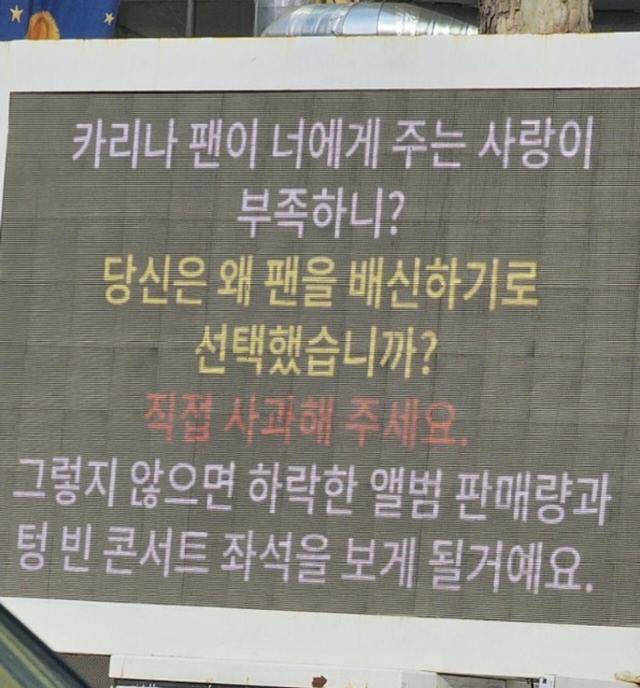 카리나 팬이 너에게 주는 사랑이
부족하니?
당신은 왜 팬을 배신하기로
선택했습니까?
직접 사과해 주세요.
그렇지 않으면 하락한 앨범 판매량과
텅 빈 콘서트 좌석을 보게 될거예요.